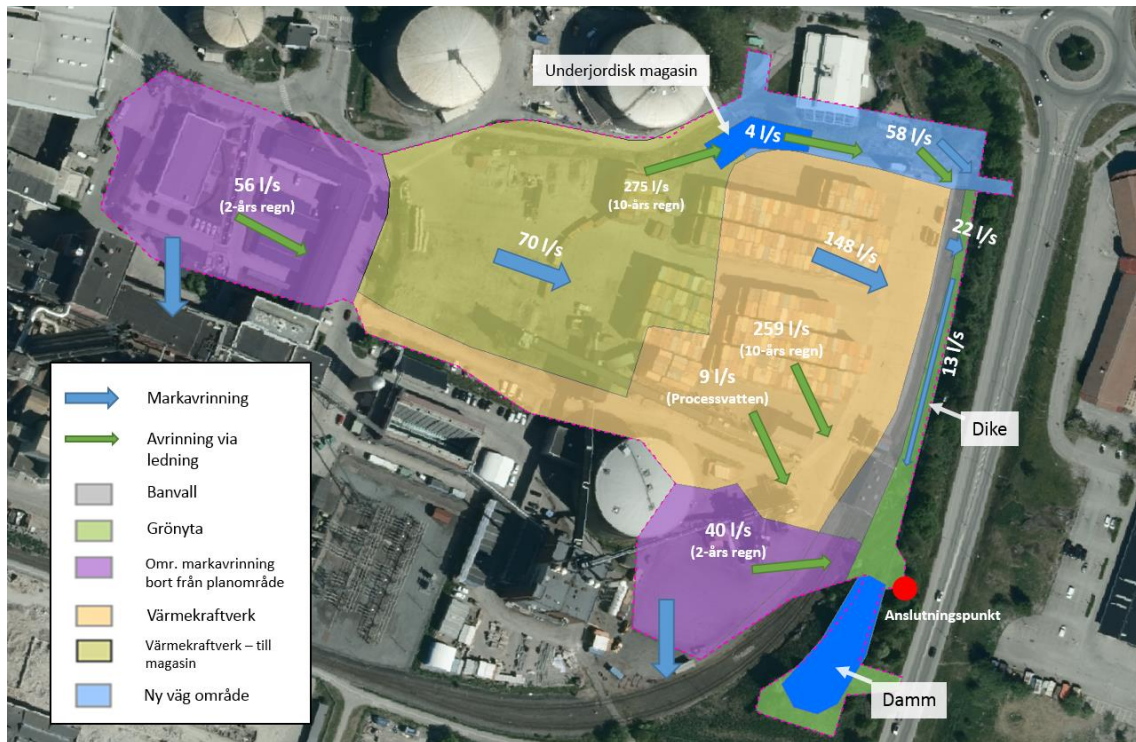 Underjordisk magasin
4 l/s
58 l/s
56 l/s
(2-års regn)
275 l/s
(10-års regn)
22 l/s
70 l/s
148 l/s
259 l/s
(10-års regn)
13 l/s
9 l/s
(Processvatten)
Dike
40 l/s
(2-års regn)
Anslutningspunkt
Damm
Markavrinning
Avrinning via
ledning
Banvall
Grönyta
Omr. markavrinning
bort från planområde
Värmekraftverk
Värmekraftverk – till
magasin
Ny väg område